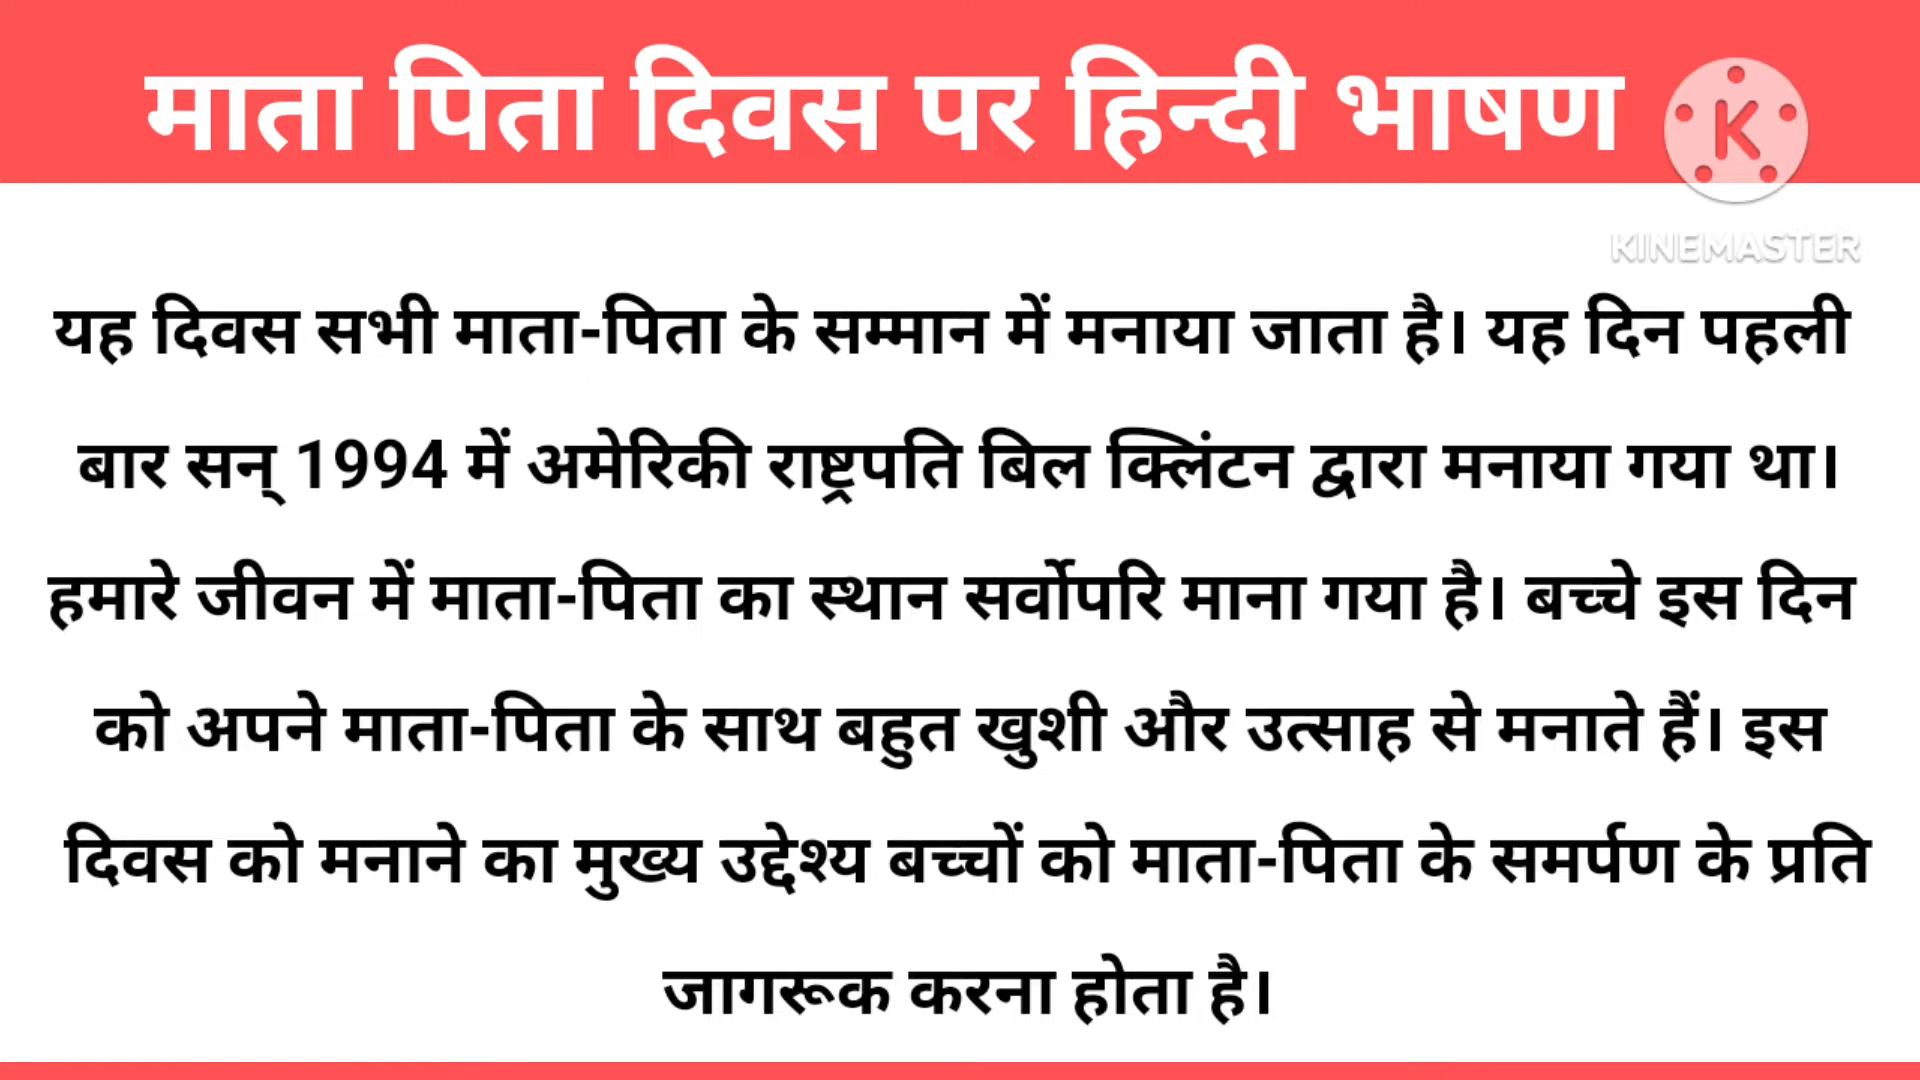 माता पिता दिवस पर हिन्दी भाषण
K
KINEMASTER
यह दिवस सभी माता-पिता के सम्मान में मनाया जाता है। यह दिन पहली
बार सन् 1994 में अमेरिकी राष्ट्रपति बिल क्लिंटन द्वारा मनाया गया था।
हमारे जीवन में माता-पिता का स्थान सर्वोपरि माना गया है। बच्चे इस दिन
को अपने माता-पिता के साथ बहुत खुशी और उत्साह से मनाते हैं। इस
दिवस को मनाने का मुख्य उद्देश्य बच्चों को माता-पिता के समर्पण के प्रति
जागरूक करना होता है।